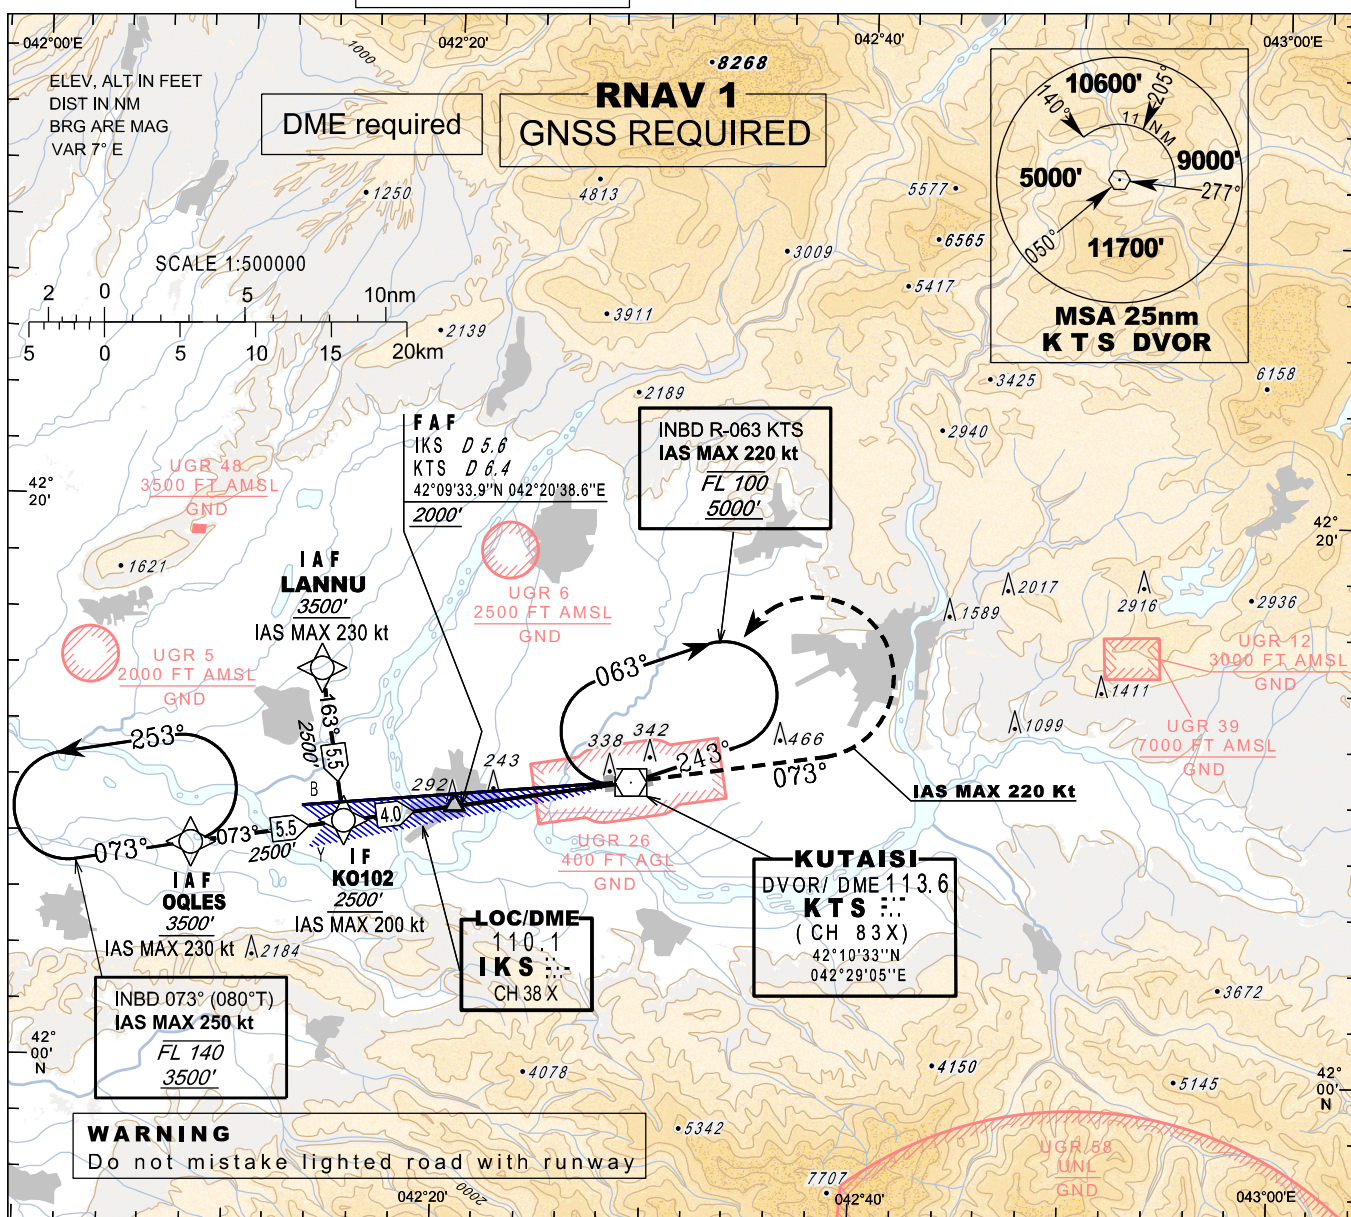 042°00'E
042°20'
042°40'
043°00'E
ELEV, ALT IN FEET
DIST IN NM
BRG ARE MAG
VAR 7° E
DME required
RNAV 1
GNSS REQUIRED
1000
8268
1250
4813
5577
6565
3009
5417
3911
2139
2189
3425
6158
2940
10600'
140°
205°
11 NM
9000'
5000'
277°
050°
11700'
MSA 25nm
KTS DVOR
SCALE 1:500000
2 0 5 10nm
5 0 5 10 15 20km
42°
20'
42°
20'
UGR 48
3500 FT AMSL
GND
1621
FAF
IKS D 5.6
KTS D 6.4
42°09'33.9"N 042°20'38.6"E
2000'
INBD R-063 KTS
IAS MAX 220 kt
FL 100
5000'
UGR 6
2500 FT AMSL
GND
IAF
LANNU
3500'
IAS MAX 230 kt
UGR 5
2000 FT AMSL
GND
1589
2017
2916
2936
UGR 12
3000 FT AMSL
GND
1411
1099
UGR 39
7000 FT AMSL
GND
063°
163°
5.5
2500'
253°
073°
073°
5.5
2500'
B
Y
4.0
292
243
338
342
466
243°
073°
IAS MAX 220 Kt
UGR 26
400 FT AGL
GND
IAF
OQLES
3500'
IAS MAX 230 kt
2184
IF
KO102
2500'
IAS MAX 200 kt
LOC/DME
110.1
IKS
CH 38 X
KUTAISI
DVOR/ DME 113.6
KTS
(CH 83X)
42°10'33"N
042°29'05"E
INBD 073° (080°T)
IAS MAX 250 kt
FL 140
3500'
42°
00'
N
42°
00'
N
4078
4150
3672
5145
5342
7707
UGR 58
UNL
GND
WARNING
Do not mistake lighted road with runway
2000
042°20'
042°40'
043°00'E